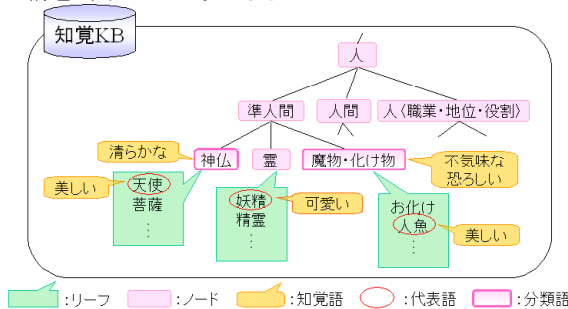 知覚KB
人
準人間
人間
人〈職業・地位・役割〉
清らかな
神仏
霊
魔物・化け物
不気味な
恐ろしい
美しい
天使
菩薩
⋮
妖精
精霊
⋮
可愛い
お化け
人魚
⋮
美しい
:リーフ
:ノード
:知覚語
:代表語
:分類語